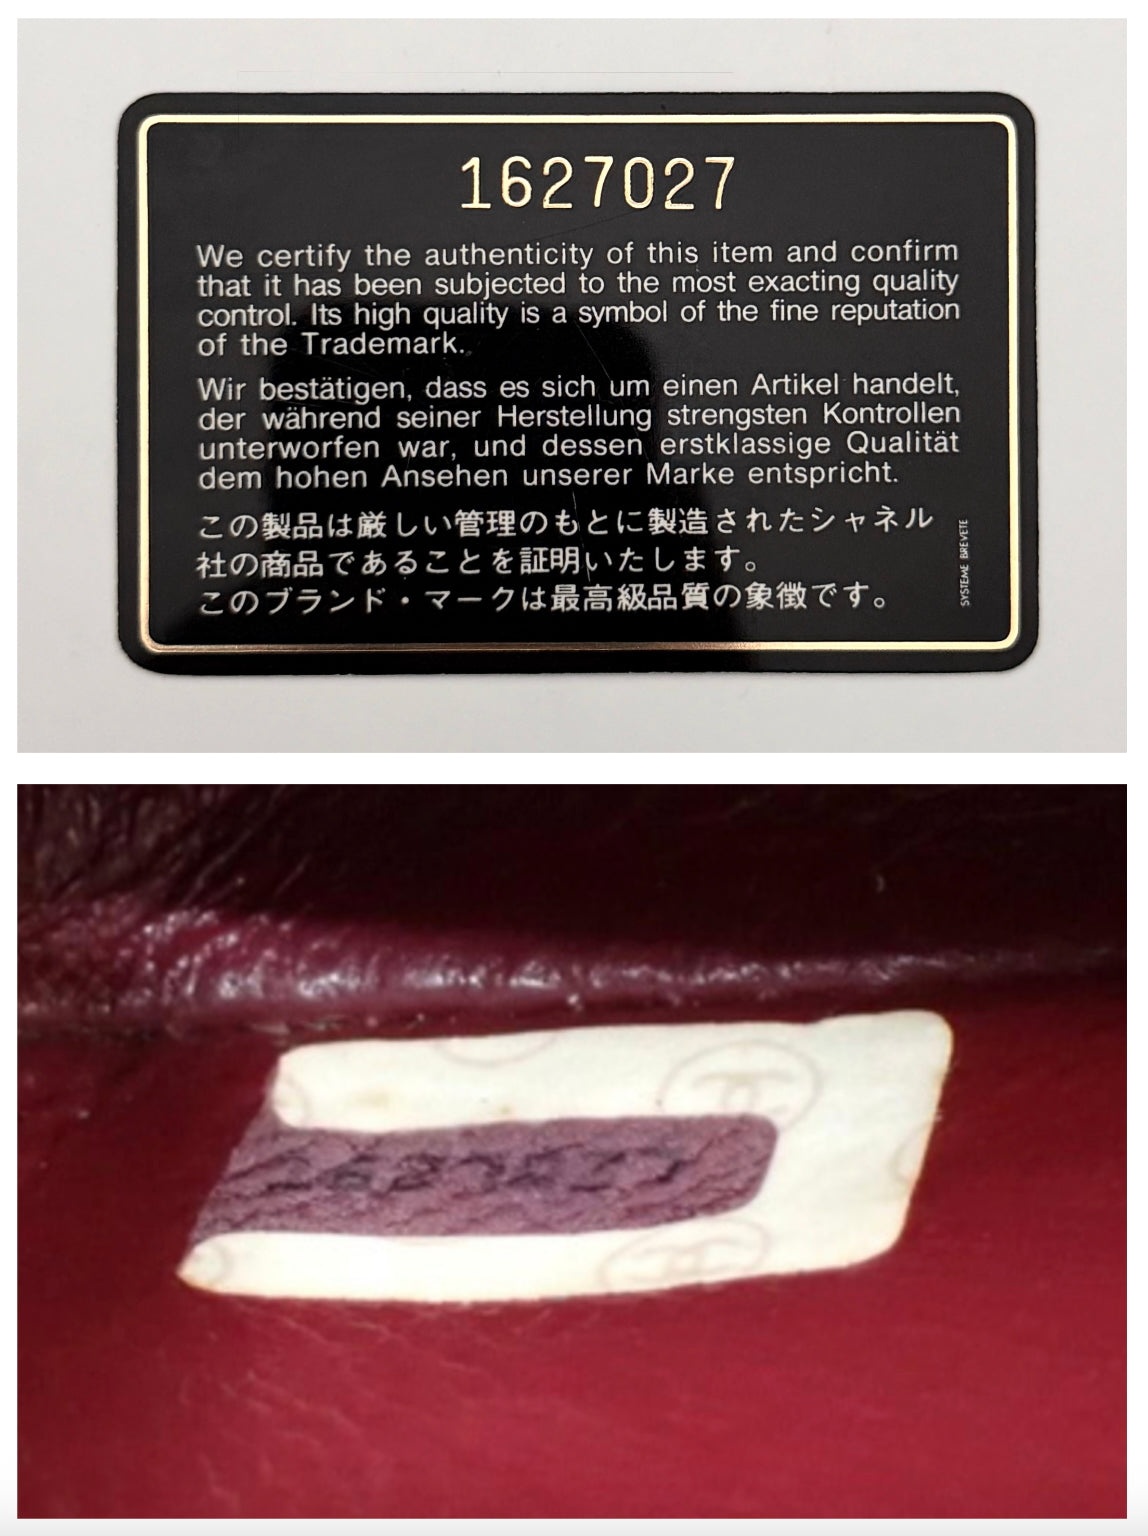 1627027
We certify the authenticity of this item and confirm
that it has been subjected to the most exacting quality
control. Its high quality is a symbol of the fine reputation
of the Trademark.
Wir bestätigen, dass es sich um einen Artikel handelt,
der während seiner Herstellung strengsten Kontrollen
unterworfen war, und dessen erstklassige Qualität
dem hohen Ansehen unserer Marke entspricht.
この製品は厳しい管理のもとに製造されたシャネル
社の商品であることを証明いたします。
このブランド・マークは最高級品質の象徴です。
SYSTEME BREVETE